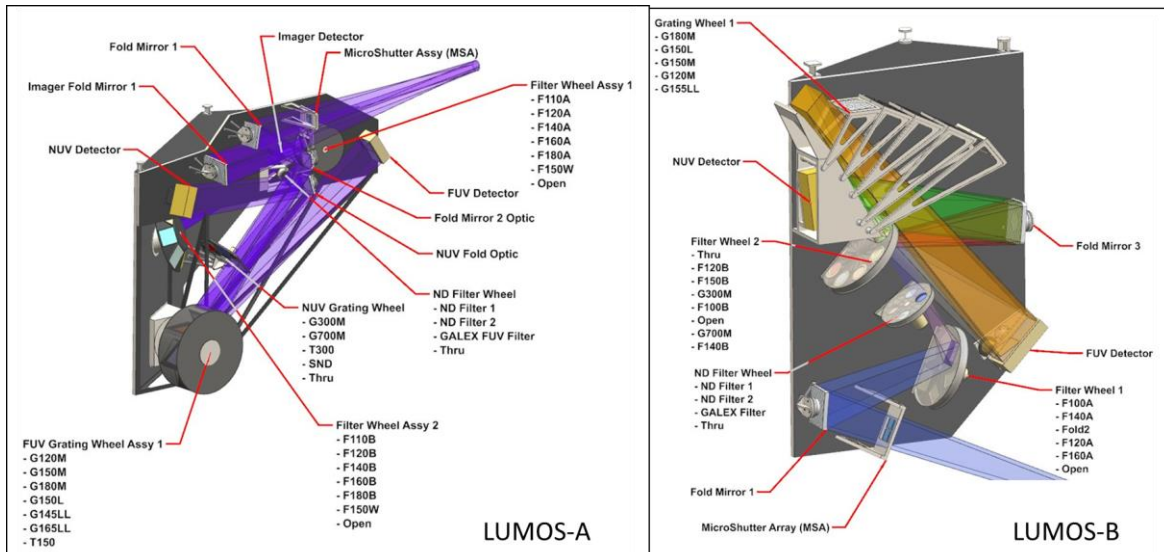 Imager Detector
Fold Mirror 1
MicroShutter Assy (MSA)
Imager Fold Mirror 1
Filter Wheel Assy 1
- F110A
- F120A
- F140A
- F160A
- F180A
- F150W
- Open
NUV Detector
FUV Detector
Fold Mirror 2 Optic
NUV Fold Optic
NUV Grating Wheel
- G300M
- G700M
- T300
- SND
- Thru
ND Filter Wheel
- ND Filter 1
- ND Filter 2
- GALEX FUV Filter
- Thru
FUV Grating Wheel Assy 1
- G120M
- G150M
- G180M
- G150L
- G145LL
- G165LL
- T150
Filter Wheel Assy 2
- F110B
- F120B
- F140B
- F160B
- F180B
- F150W
- Open
LUMOS-A
Grating Wheel 1
- G180M
- G150L
- G150M
- G120M
- G155LL
NUV Detector
Filter Wheel 2
- Thru
- F120B
- F150B
- G300M
- F100B
- Open
- G700M
- F140B
Fold Mirror 3
ND Filter Wheel
- ND Filter 1
- ND Filter 2
- GALEX Filter
- Thru
FUV Detector
Filter Wheel 1
- F100A
- F140A
- Fold2
- F120A
- F160A
- Open
Fold Mirror 1
MicroShutter Array (MSA)
LUMOS-B